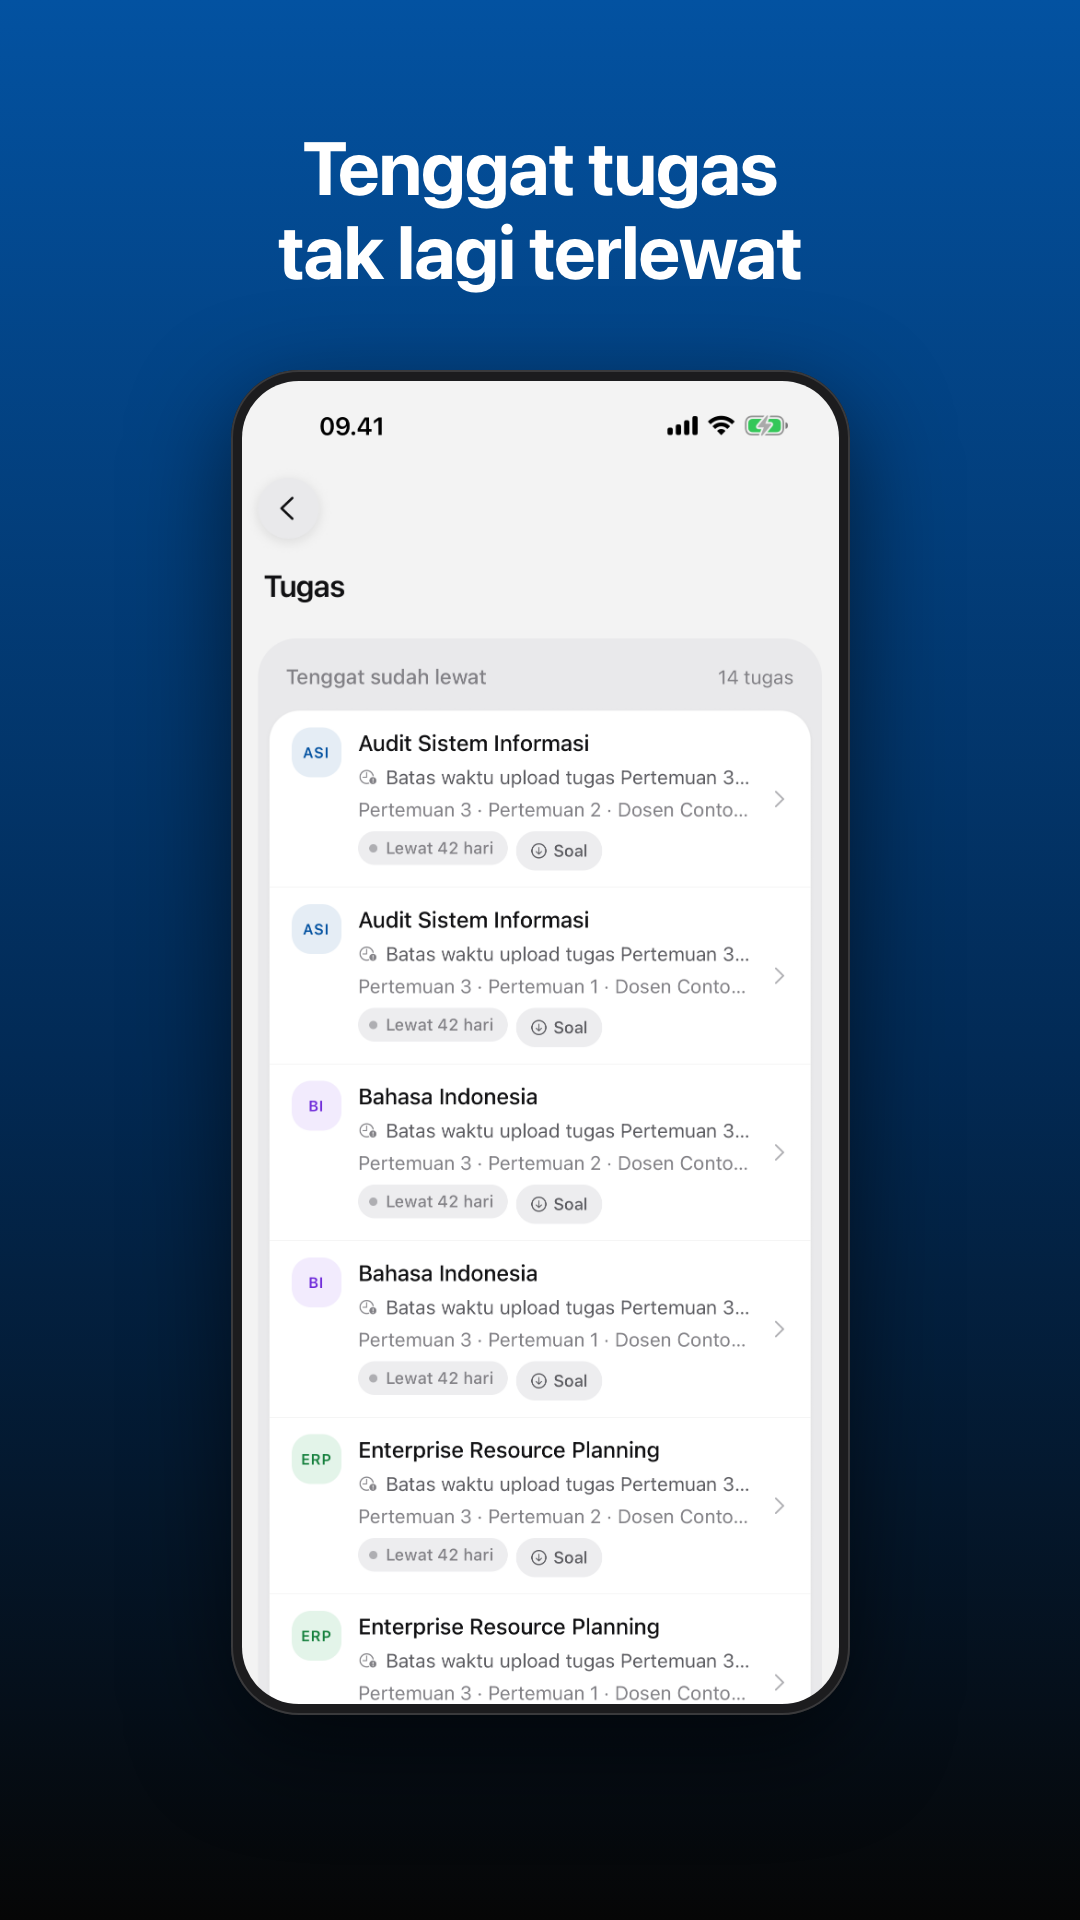 Tenggat tugas
tak lagi terlewat
09.41
Tugas
Tenggat sudah lewat 14 tugas
ASI Audit Sistem Informasi
Batas waktu upload tugas Pertemuan 3...
Pertemuan 3 · Pertemuan 2 · Dosen Conto...
Lewat 42 hari Soal
ASI Audit Sistem Informasi
Batas waktu upload tugas Pertemuan 3...
Pertemuan 3 · Pertemuan 1 · Dosen Conto...
Lewat 42 hari Soal
BI Bahasa Indonesia
Batas waktu upload tugas Pertemuan 3...
Pertemuan 3 · Pertemuan 2 · Dosen Conto...
Lewat 42 hari Soal
BI Bahasa Indonesia
Batas waktu upload tugas Pertemuan 3...
Pertemuan 3 · Pertemuan 1 · Dosen Conto...
Lewat 42 hari Soal
ERP Enterprise Resource Planning
Batas waktu upload tugas Pertemuan 3...
Pertemuan 3 · Pertemuan 2 · Dosen Conto...
Lewat 42 hari Soal
ERP Enterprise Resource Planning
Batas waktu upload tugas Pertemuan 3...
Pertemuan 3 · Pertemuan 1 · Dosen Conto...